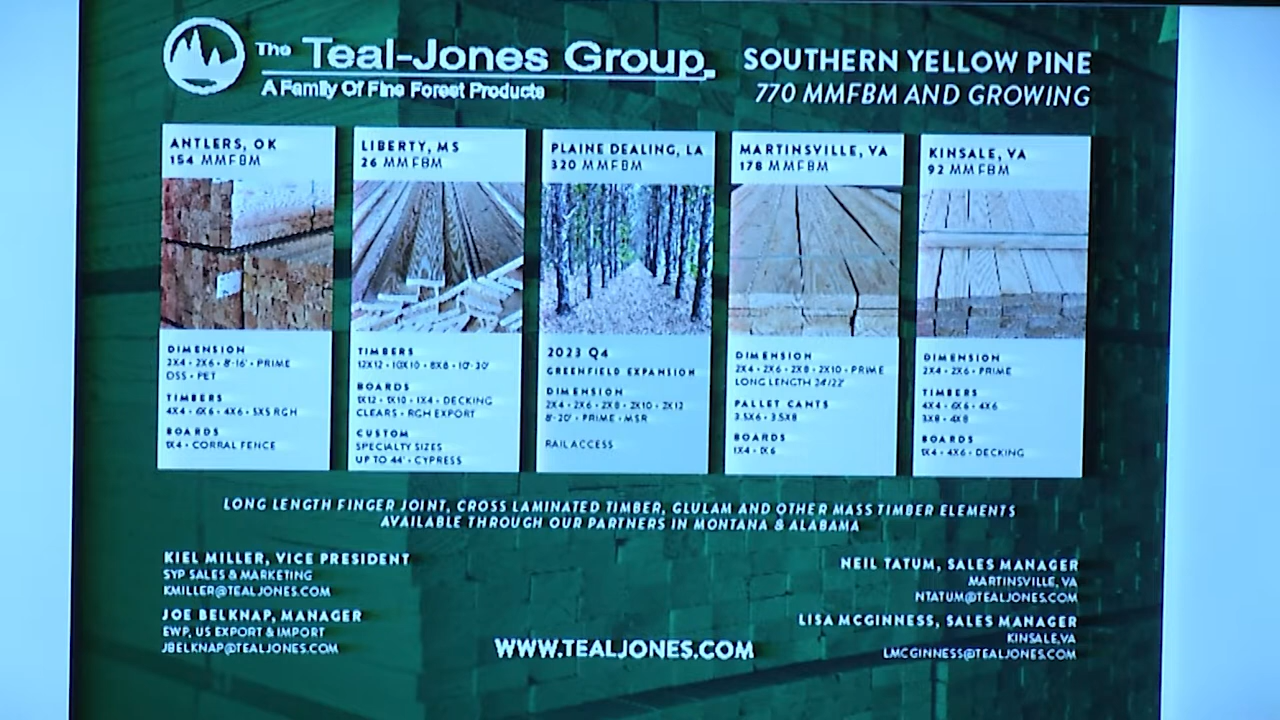 The Teal-Jones Group
A Family Of Fine Forest Products
SOUTHERN YELLOW PINE
770 MMFBM AND GROWING
ANTLERS, OK
154 MMFBM
DIMENSION
2X4 • 2X6 • 8'-16' • PRIME
DSS • PET
TIMBERS
4X4 • 6X6 • 4X6 • 5X5 RGH
BOARDS
1X4 • CORRAL FENCE
LIBERTY, MS
26 MMFBM
TIMBERS
12X12 • 10X10 • 8X8 • 10'-30'
BOARDS
1X12 • 1X10 • 1X4 • DECKING
CLEARS • RGH EXPORT
CUSTOM
SPECIALTY SIZES
UP TO 44' • CYPRESS
PLAINE DEALING, LA
320 MMFBM
2023 Q4
GREENFIELD EXPANSION
DIMENSION
2X4 • 2X6 • 2X8 • 2X10 • 2X12
8'-20' • PRIME • MSR
RAIL ACCESS
MARTINSVILLE, VA
178 MMFBM
DIMENSION
2X4 • 2X6 • 2X8 • 2X10 • PRIME
LONG LENGTH 24'/22'
PALLET CANTS
3.5X6 • 3.5X8
BOARDS
1X4 • 1X6
KINSALE, VA
92 MMFBM
DIMENSION
2X4 • 2X6 • PRIME
TIMBERS
4X4 • 6X6 • 4X6
3X8 • 4X8
BOARDS
1X4 • 4X6 • DECKING
LONG LENGTH FINGER JOINT, CROSS LAMINATED TIMBER, GLULAM AND OTHER MASS TIMBER ELEMENTS
AVAILABLE THROUGH OUR PARTNERS IN MONTANA & ALABAMA
KIEL MILLER, VICE PRESIDENT
SYP SALES & MARKETING
KMILLER@TEALJONES.COM
JOE BELKNAP, MANAGER
EWP, US EXPORT & IMPORT
JBELKNAP@TEALJONES.COM
WWW.TEALJONES.COM
NEIL TATUM, SALES MANAGER
MARTINSVILLE, VA
NTATUM@TEALJONES.COM
LISA MCGINNESS, SALES MANAGER
KINSALE,VA
LMCGINNESS@TEALJONES.COM